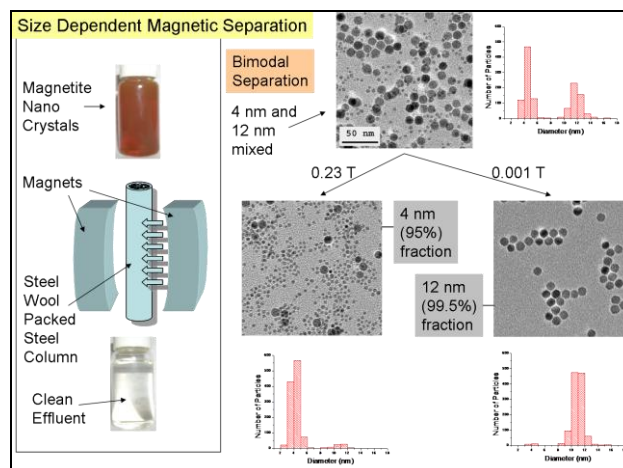 Size Dependent Magnetic Separation
Magnetite
Nano
Crystals
Magnets
Steel
Wool
Packed
Steel
Column
Clean
Effluent
Bimodal
Separation
4 nm and
12 nm
mixed
50 nm
Number of Particles
Diameter (nm)
0.23 T
0.001 T
4 nm
(95%)
fraction
12 nm
(99.5%)
fraction
Number of Particles
Diameter (nm)
Number of Particles
Diameter (nm)